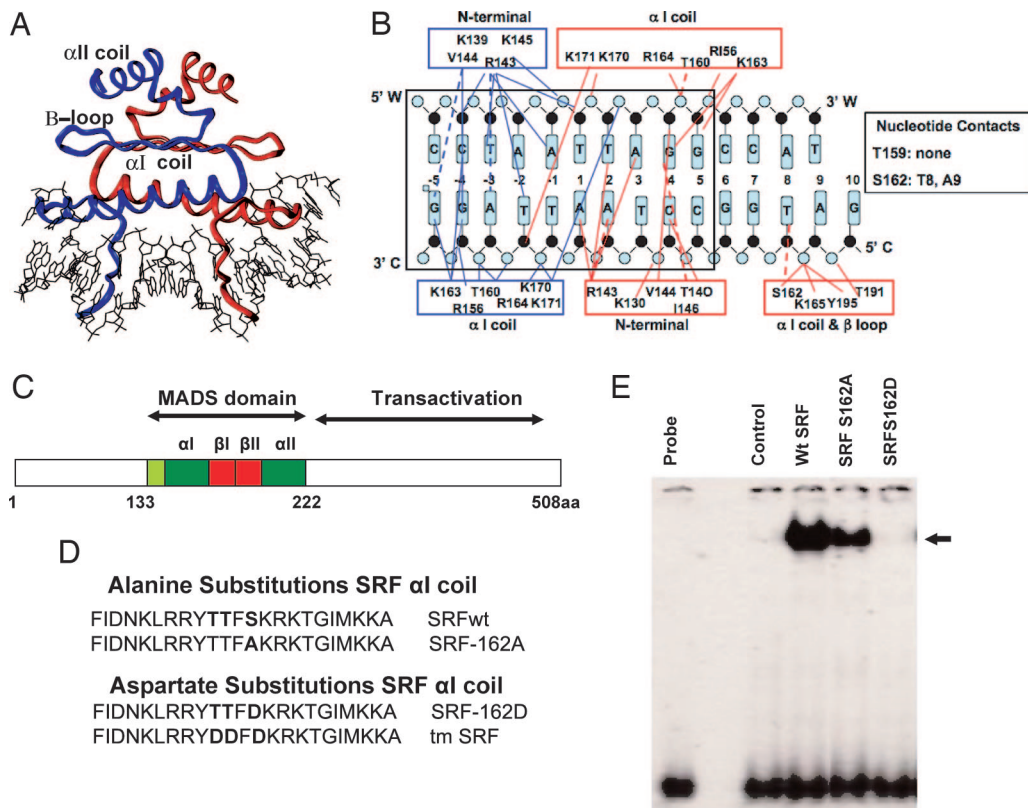 A
αII coil
B-loop
αI coil
B
N-terminal
K139 K145
V144 R143
α I coil
K171 K170 R164 T160 RI56 K163
5' W
3' W
C C T A A T T A G G C C A T
-5 -4 -3 -2 -1 1 2 3 4 5 6 7 8 9 10
G G A T T A A T C C G G T A G
3' C
5' C
K163 T160 K170
R156 R164 K171
α I coil
R143 V144 T14O
K130 I146
N-terminal
S162 T191
K165 Y195
α I coil & β loop
Nucleotide Contacts
T159: none
S162: T8, A9
C
MADS domain
Transactivation
αI βI βII αII
1 133 222 508aa
D
Alanine Substitutions SRF αI coil
FIDNKLRRYTTFSKRKTGIMKKA SRFwt
FIDNKLRRYTTFAKRKTGIMKKA SRF-162A
Aspartate Substitutions SRF αI coil
FIDNKLRRYTTFDKRKTGIMKKA SRF-162D
FIDNKLRRYDDFDKRKTGIMKKA tm SRF
E
Probe
Control
Wt SRF
SRF S162A
SRFS162D